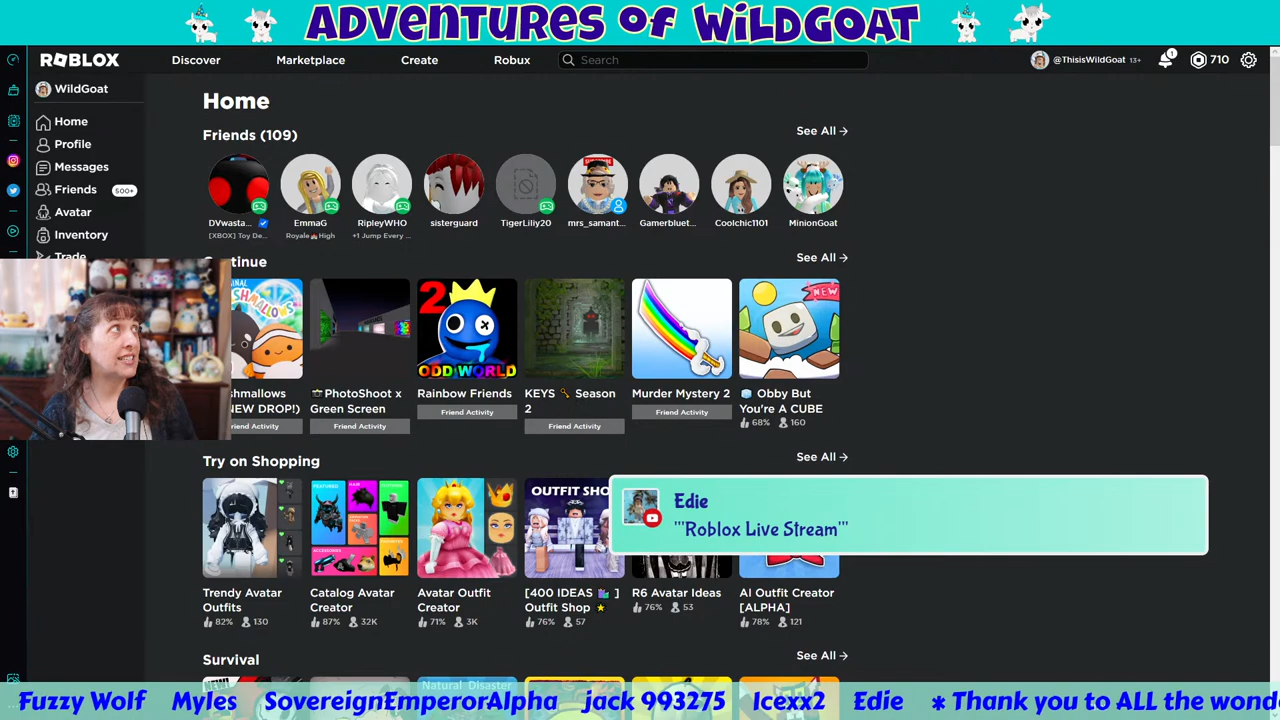 ADVENTURES OF WILDGOAT
ROBLOX Discover Marketplace Create Robux Search @ThisisWildGoat 13+ 1 710
WildGoat
Home
Profile
Messages
Friends 500+
Avatar
Inventory
Trade
Home
Friends (109) See All →
DVwasta... EmmaG RipleyWHO sisterguard TigerLiliy20 mrs_samant... Gamerbluet... Coolchic1101 MinionGoat
[XBOX] Toy De... Royale High +1 Jump Every ...
See All →
NEW
2
ODD WORLD
PhotoShoot x Rainbow Friends KEYS Season Murder Mystery 2 Obby But
Green Screen 2 You're A CUBE
Friend Activity Friend Activity Friend Activity Friend Activity
68% 160
NEW DROP!)
Try on Shopping See All →
FEATURED HAIR
OUTFIT SHO
Edie
'"Roblox Live Stream'"
Trendy Avatar Catalog Avatar Avatar Outfit [400 IDEAS ] R6 Avatar Ideas AI Outfit Creator
Outfits Creator Creator Outfit Shop [ALPHA]
82% 130 87% 32K 71% 3K 76% 57 76% 53 78% 121
Survival See All →
Natural Disaster
Fuzzy Wolf Myles SovereignEmperorAlpha jack 993275 Icexx2 Edie * Thank you to ALL the wond